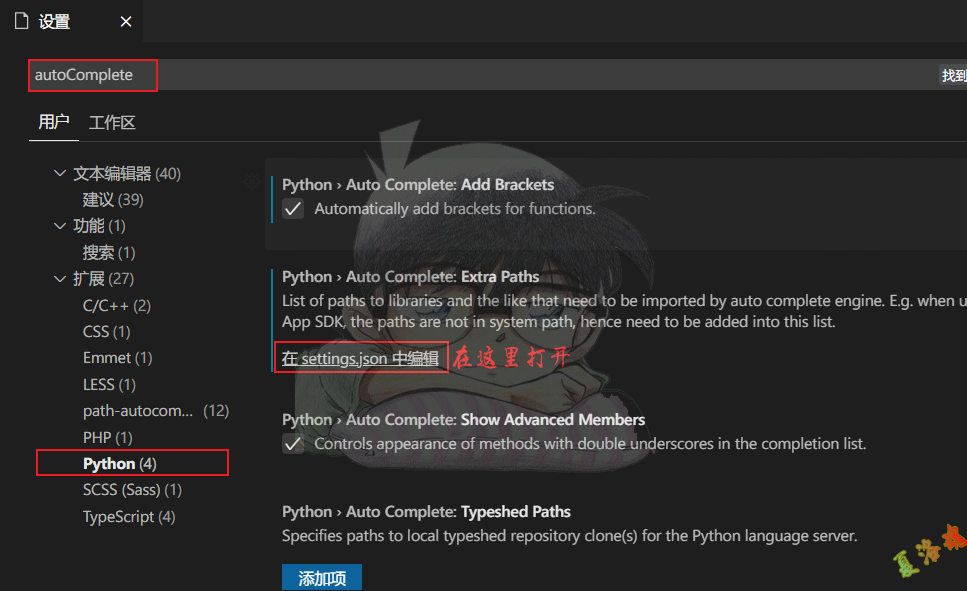 设置
autoComplete
找到
用户 工作区
文本编辑器 (40)
建议 (39)
功能 (1)
搜索 (1)
扩展 (27)
C/C++ (2)
CSS (1)
Emmet (1)
LESS (1)
path-autocom... (12)
PHP (1)
Python (4)
SCSS (Sass) (1)
TypeScript (4)
Python › Auto Complete: Add Brackets
Automatically add brackets for functions.
Python › Auto Complete: Extra Paths
List of paths to libraries and the like that need to be imported by auto complete engine. E.g. when u
App SDK, the paths are not in system path, hence need to be added into this list.
在 settings.json 中编辑 在这里打开
Python › Auto Complete: Show Advanced Members
Controls appearance of methods with double underscores in the completion list.
Python › Auto Complete: Typeshed Paths
Specifies paths to local typeshed repository clone(s) for the Python language server.
添加项